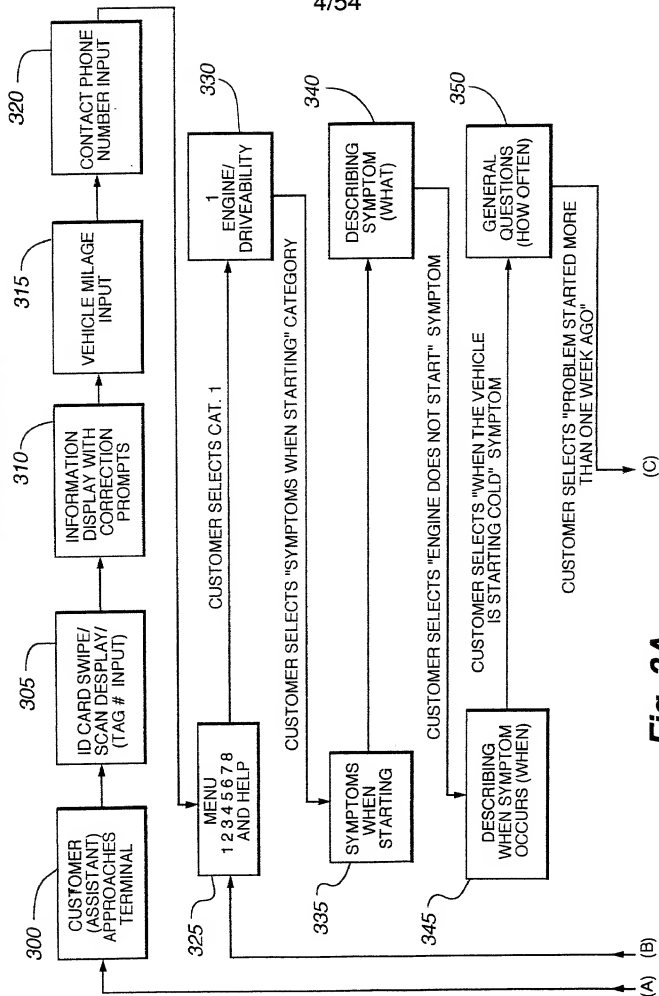 4/54
300
CUSTOMER
(ASSISTANT)
APPROACHES
TERMINAL
305
ID CARD SWIPE/
SCAN DESPLAY/
(TAG # INPUT)
310
INFORMATION
DISPLAY WITH
CORRECTION
PROMPTS
315
VEHICLE MILAGE
INPUT
320
CONTACT PHONE
NUMBER INPUT
325
MENU
1 2 3 4 5 6 7 8
AND HELP
CUSTOMER SELECTS CAT. 1
330
1
ENGINE/
DRIVEABILITY
CUSTOMER SELECTS "SYMPTOMS WHEN STARTING" CATEGORY
335
SYMPTOMS
WHEN
STARTING
340
DESCRIBING
SYMPTOM
(WHAT)
CUSTOMER SELECTS "ENGINE DOES NOT START" SYMPTOM
345
DESCRIBING
WHEN SYMPTOM
OCCURS (WHEN)
CUSTOMER SELECTS "WHEN THE VEHICLE
IS STARTING COLD" SYMPTOM
350
GENERAL
QUESTIONS
(HOW OFTEN)
CUSTOMER SELECTS "PROBLEM STARTED MORE
THAN ONE WEEK AGO"
(A)
(B)
(C)